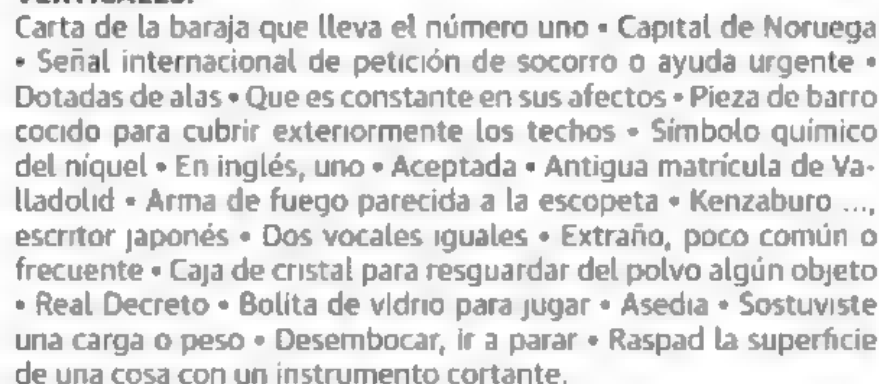 Carta de la baraja que lleva el número uno • Capital de Noruega
• Señal internacional de petición de socorro o ayuda urgente •
Dotadas de alas • Que es constante en sus afectos • Pieza de barro
cocido para cubrir exteriormente los techos • Símbolo químico
del níquel • En inglés, uno • Aceptada • Antigua matrícula de Va-
lladolid • Arma de fuego parecida a la escopeta • Kenzaburo ...,
escritor japonés • Dos vocales iguales • Extraño, poco común o
frecuente • Caja de cristal para resguardar del polvo algún objeto
• Real Decreto • Bolita de vidrio para jugar • Asedia • Sostuviste
una carga o peso • Desembocar, ir a parar • Raspad la superficie
de una cosa con un instrumento cortante.